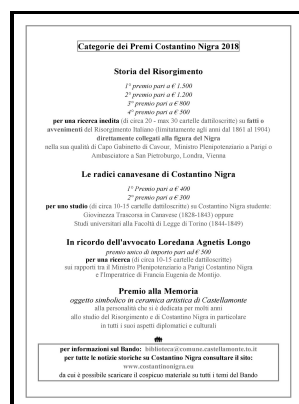 Categorie dei Premi Costantino Nigra 2018
Storia del Risorgimento
1° premio pari a € 1.500
2° premio pari a € 1.200
3° premio pari a € 800
4° premio pari a € 500
per una ricerca inedita (di circa 20 - max 30 cartelle dattiloscritte) su fatti o
avvenimenti del Risorgimento Italiano (limitatamente agli anni dal 1861 al 1904)
direttamente collegati alla figura del Nigra
nella sua qualità di Capo Gabinetto di Cavour, Ministro Plenipotenziario a Parigi o
Ambasciatore a San Pietroburgo, Londra, Vienna
Le radici canavesane di Costantino Nigra
1° Premio pari a € 400
2° premio pari a € 300
per uno studio (di circa 10-15 cartelle dattiloscritte) su Costantino Nigra studente:
Giovinezza Trascorsa in Canavese (1828-1843) oppure
Studi universitari alla Facoltà di Legge di Torino (1844-1849)
In ricordo dell'avvocato Loredana Agnetis Longo
premio unico di importo pari ad € 500
per una ricerca (di circa 10-15 cartelle dattiloscritte)
sui rapporti tra il Ministro Plenipotenziario a Parigi Costantino Nigra
e l'Imperatrice di Francia Eugenia de Montijo.
Premio alla Memoria
oggetto simbolico in ceramica artistica di Castellamonte
alla personalità che si è dedicata per molti anni
allo studio del Risorgimento e di Costantino Nigra in particolare
in tutti i suoi aspetti diplomatici e culturali
per informazioni sul Bando: biblioteca@comune.castellamonte.to.it
per tutte le notizie storiche su Costantino Nigra consultare il sito:
www.costantinonigra.eu
da cui è possibile scaricare il cospicuo materiale su tutti i temi del Bando